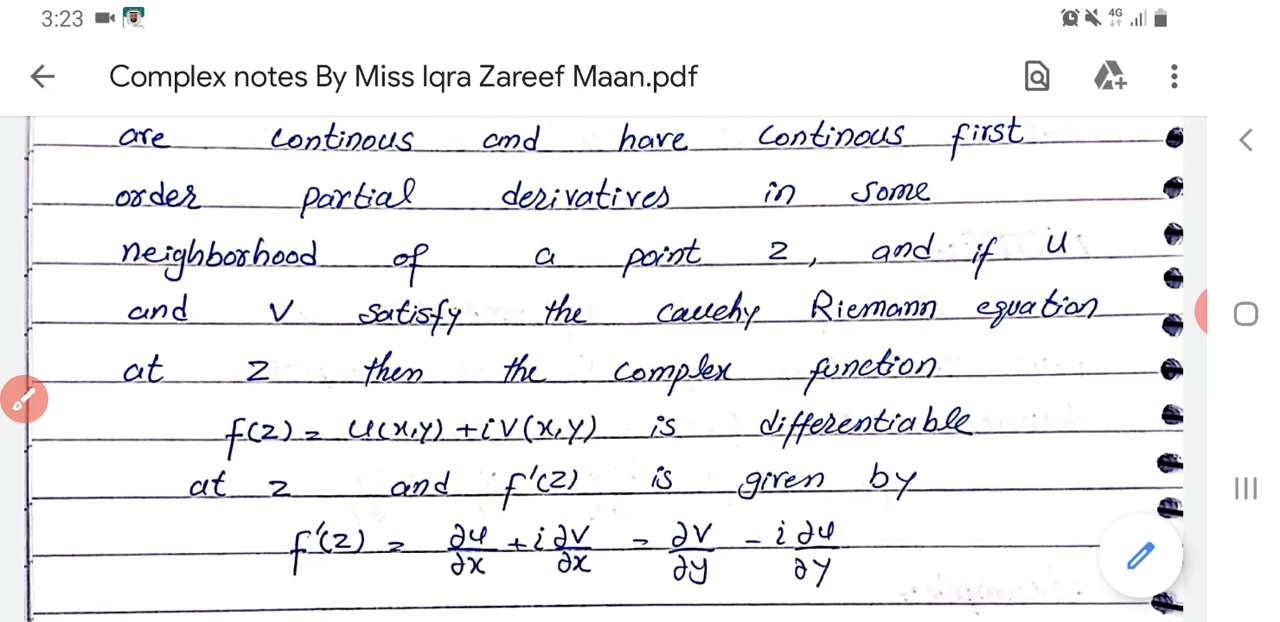 3:23
4G
Complex notes By Miss Iqra Zareef Maan.pdf
are continous and have continous first
order partial derivatives in some
neighborhood of a point z, and if u
and v satisfy the cauchy Riemann equation
at z then the complex function
f(z) = u(x,y) + iv(x,y) is differentiable
at z and f'(z) is given by
f'(z) = ∂u/∂x + i ∂v/∂x = ∂v/∂y - i ∂u/∂y